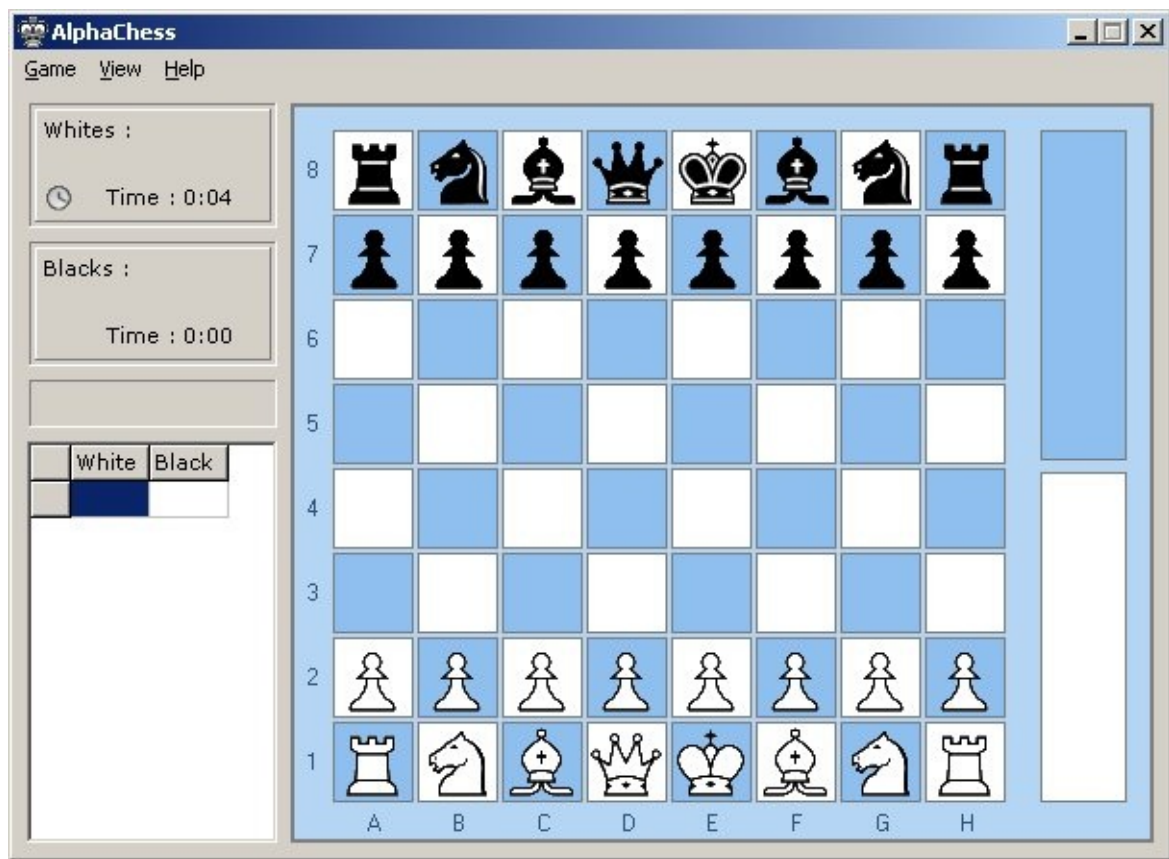 AlphaChess
Game View Help
Whites :
Time : 0:04
Blacks :
Time : 0:00
White Black
8
7
6
5
4
3
2
1
A B C D E F G H